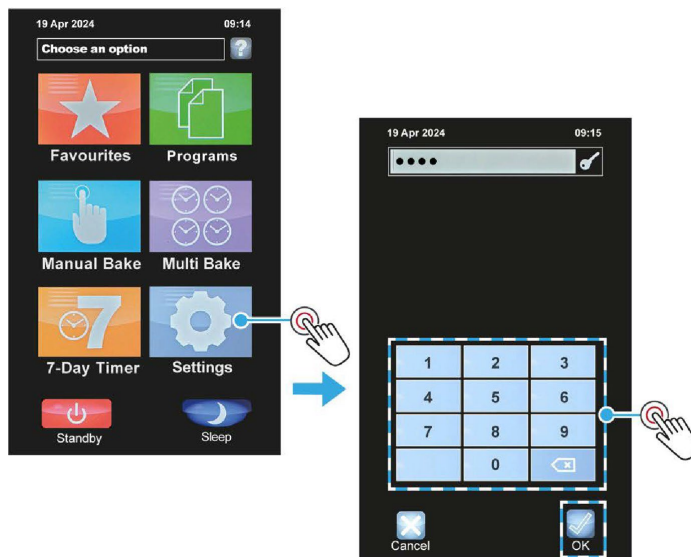 19 Apr 2024 09:14
Choose an option ?
Favourites Programs
Manual Bake Multi Bake
7 
7-Day Timer Settings
Standby Sleep
19 Apr 2024 09:15
••••
1 2 3
4 5 6
7 8 9
0
Cancel OK